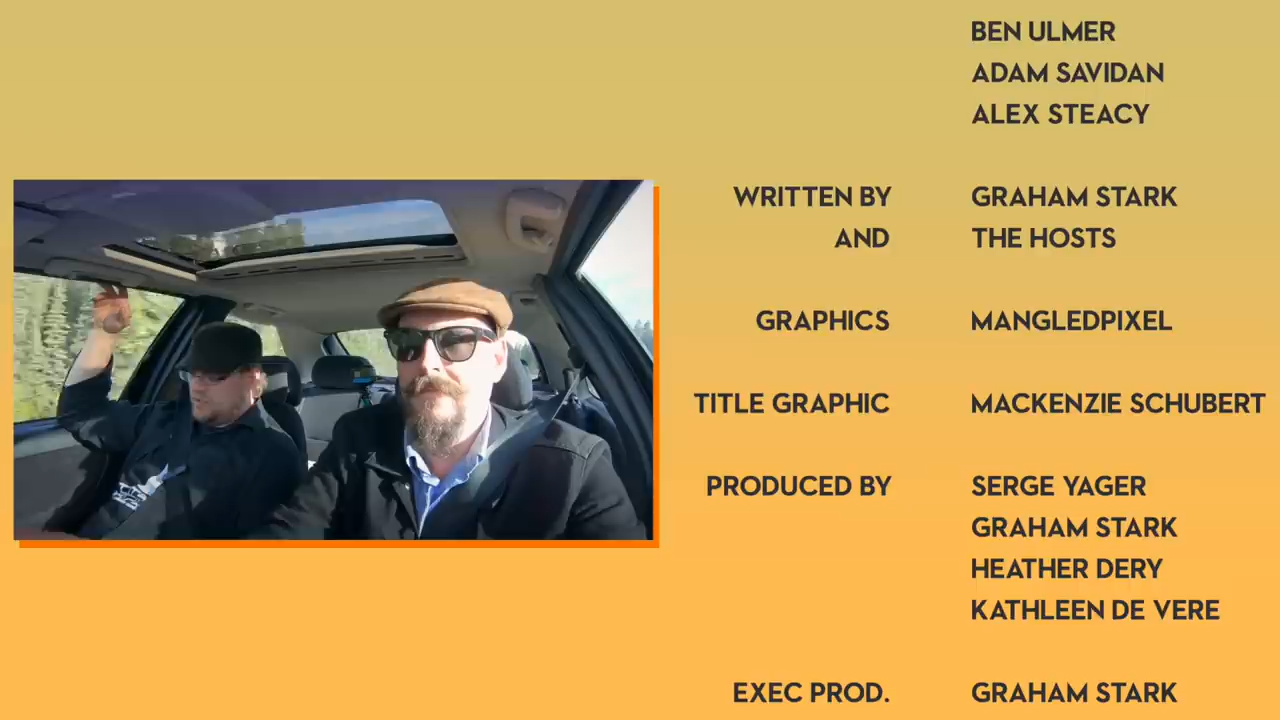 BEN ULMER
ADAM SAVIDAN
ALEX STEACY
WRITTEN BY GRAHAM STARK
AND THE HOSTS
GRAPHICS MANGLEDPIXEL
TITLE GRAPHIC MACKENZIE SCHUBERT
PRODUCED BY SERGE YAGER
GRAHAM STARK
HEATHER DERY
KATHLEEN DE VERE
EXEC PROD. GRAHAM STARK